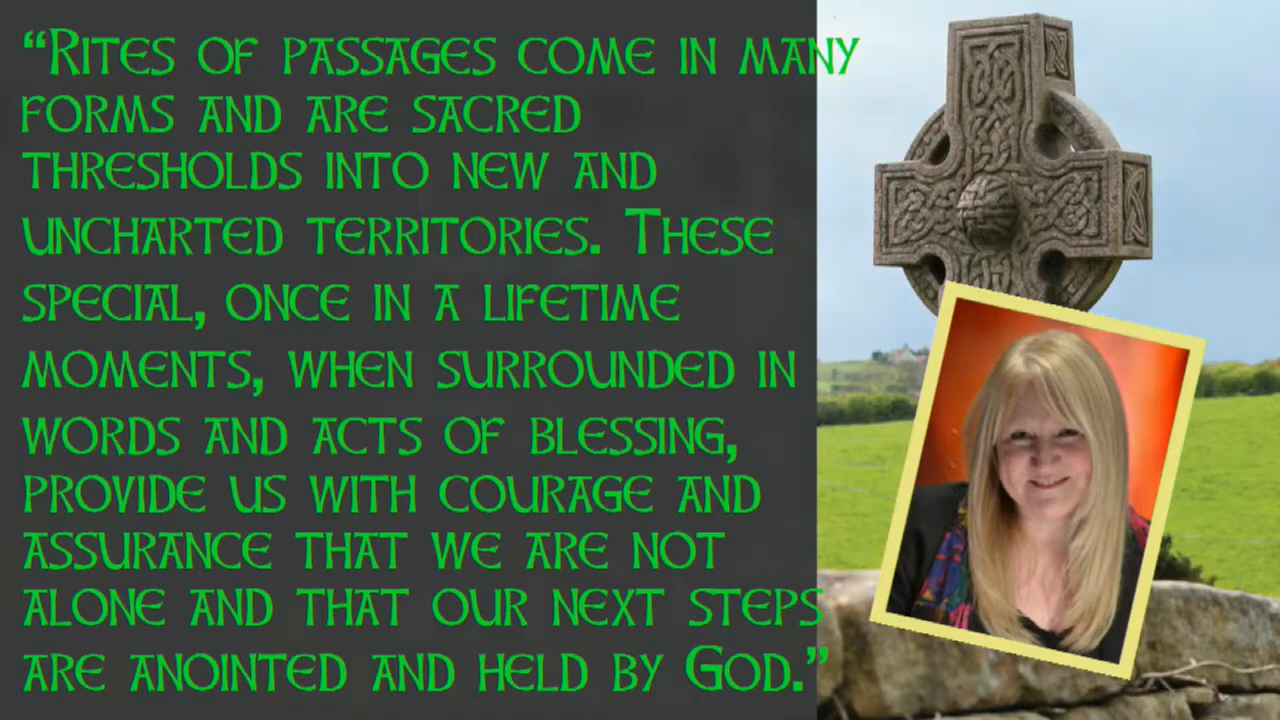 “Rites of passages come in many
forms and are sacred
thresholds into new and
uncharted territories. These
special, once in a lifetime
moments, when surrounded in
words and acts of blessing,
provide us with courage and
assurance that we are not
alone and that our next steps
are anointed and held by God.”